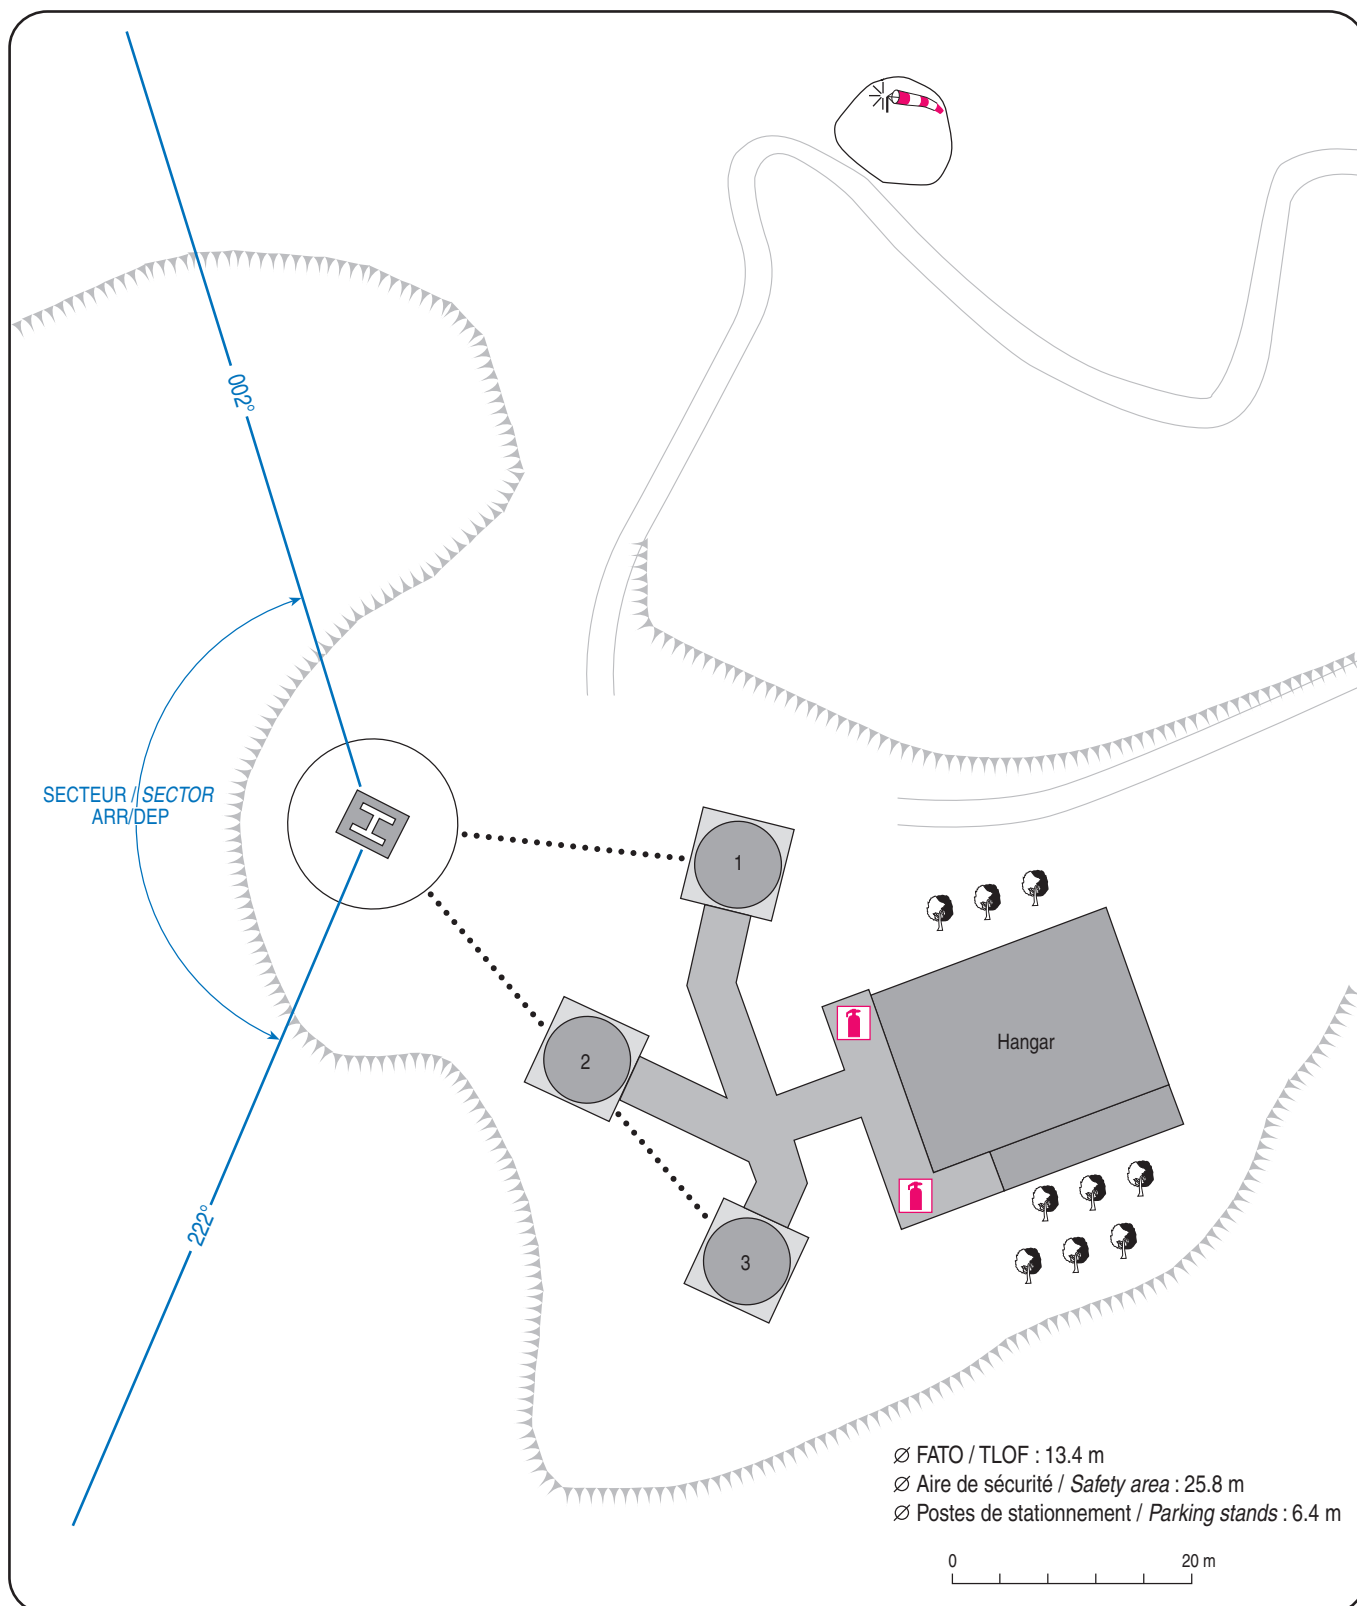 002°
SECTEUR / SECTOR
ARR/DEP
H
1
2
Hangar
222°
3
Ø FATO / TLOF : 13.4 m
Ø Aire de sécurité / Safety area : 25.8 m
Ø Postes de stationnement / Parking stands : 6.4 m
0 20 m